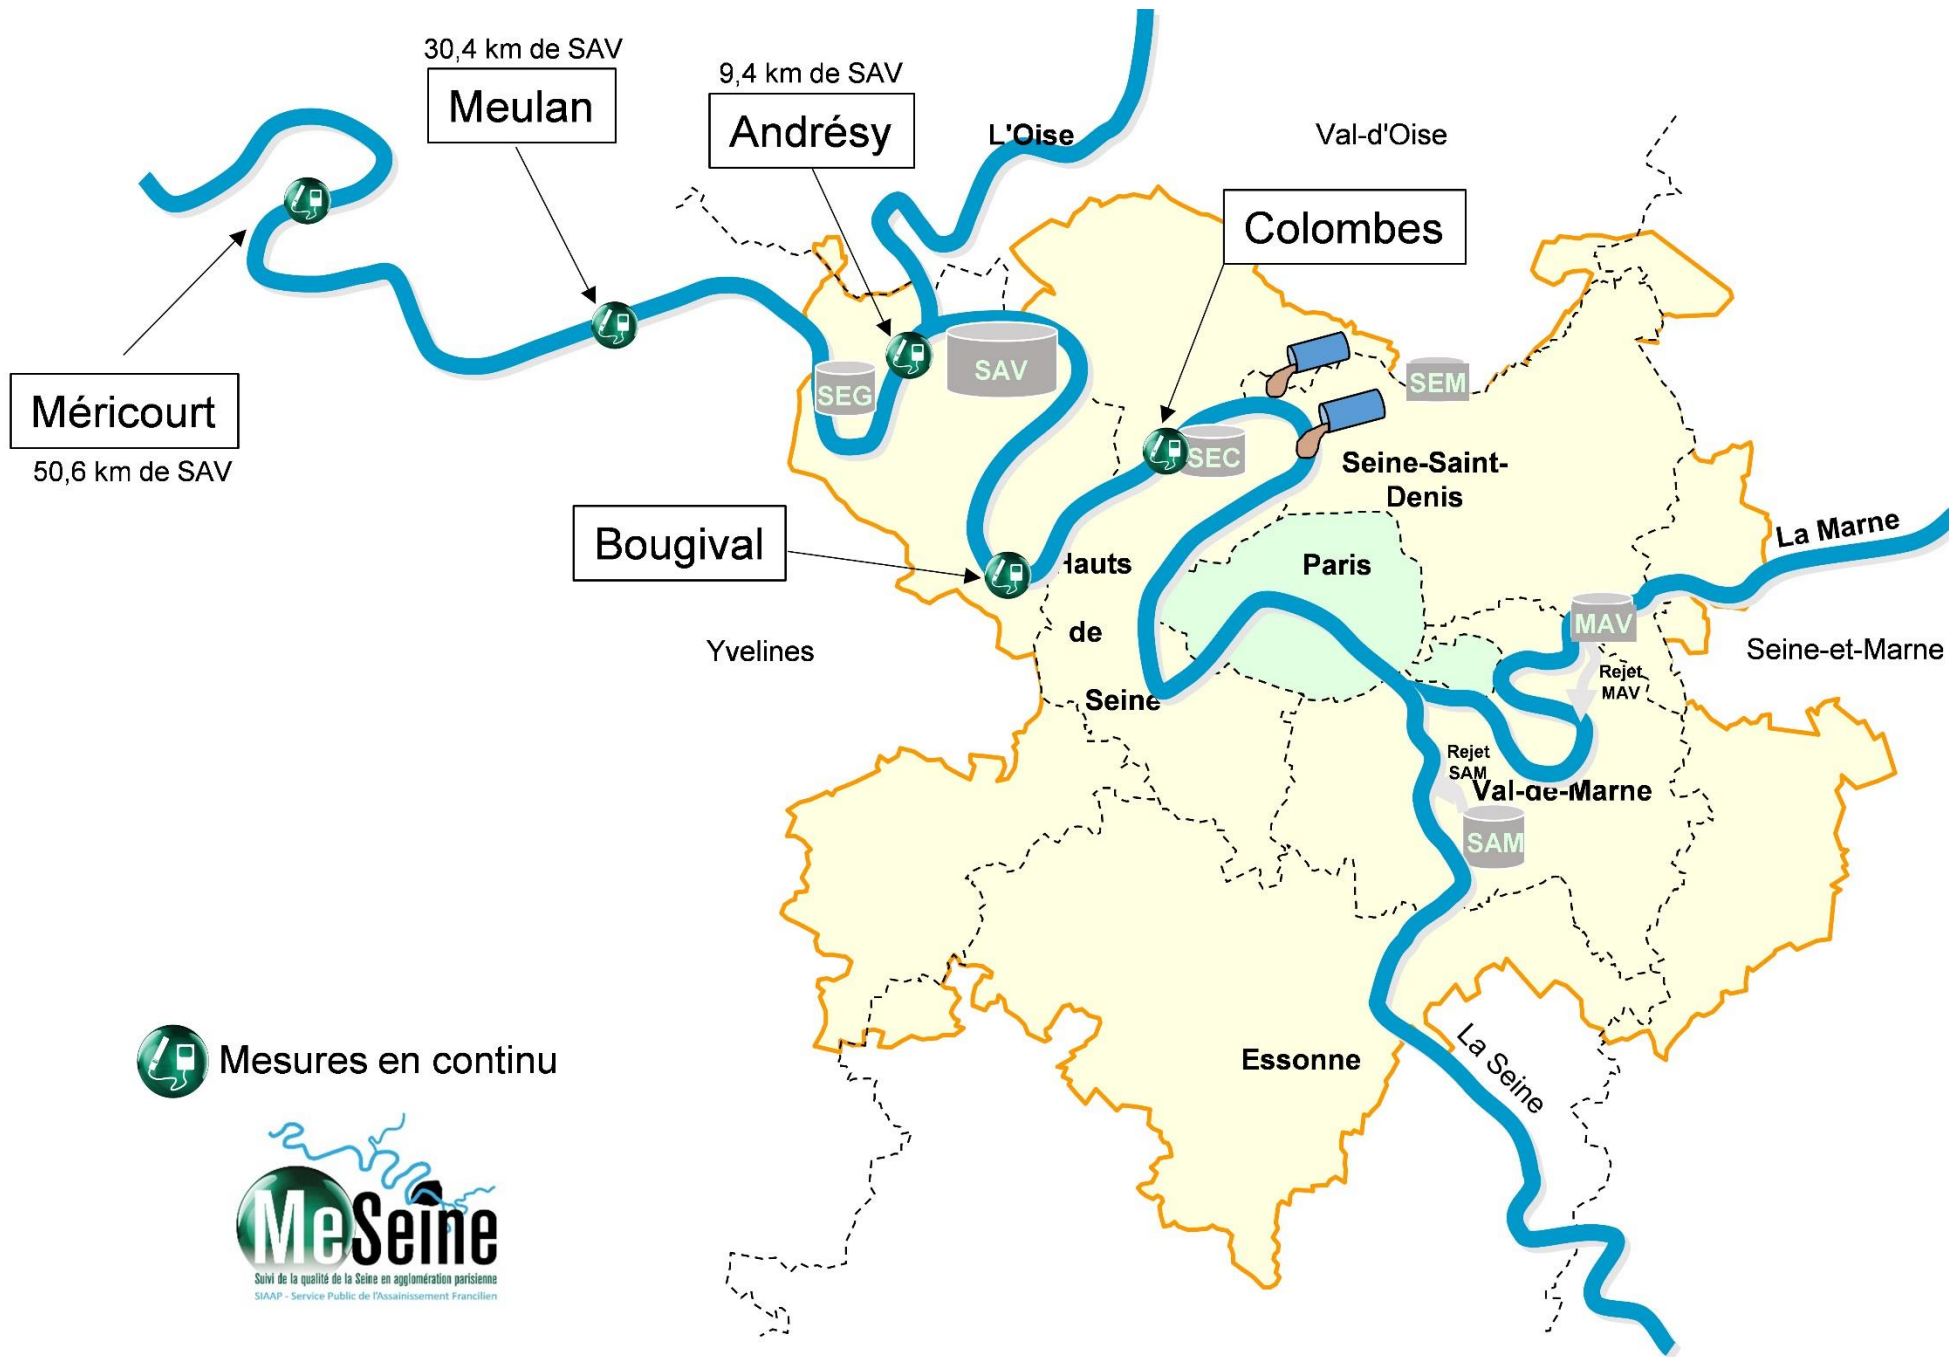 30,4 km de SAV
Meulan
9,4 km de SAV
Andrésy
L'Oise
Val-d'Oise
Colombes
Méricourt
50,6 km de SAV
SEG
SAV
SEM
SEC
Seine-Saint-
Denis
La Marne
Bougival
Hauts
de
Seine
Paris
MAV
Rejet
MAV
Yvelines
Seine-et-Marne
Rejet
SAM
Val-de-Marne
SAM
Essonne
La Seine
Mesures en continu
MeSeine
Suivi de la qualité de la Seine en agglomération parisienne
SIAAP - Service Public de l'Assainissement Francilien